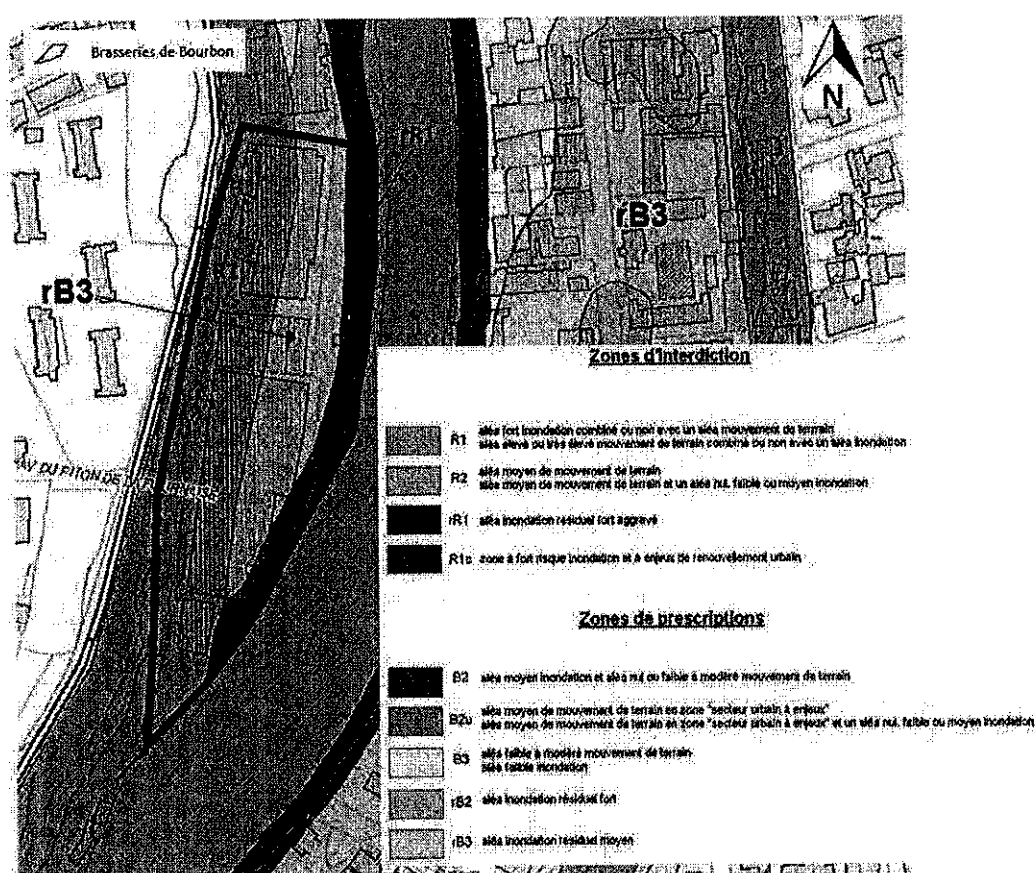 Brasseries de Bourbon
N
rR1
rB3
rB3
R1
PITON DE LA
Zones d'interdiction
R1 aléa fort inondation combiné ou non avec un aléa mouvement de terrain
aléa élevé ou très élevé mouvement de terrain combiné ou non avec un aléa inondation
R2 aléa moyen de mouvement de terrain
aléa moyen de mouvement de terrain et un aléa nul, faible ou moyen inondation
rR1 aléa inondation résiduel fort aggravé
zone à fort risque inondation et à enjeux de renouvellement urbain
Zones de prescriptions
B2 aléa moyen inondation et aléa nul ou faible à modéré mouvement de terrain
B2u aléa moyen de mouvement de terrain en zone "secteur urbain à enjeux"
aléa moyen de mouvement de terrain en zone "secteur urbain à enjeux" et un aléa nul, faible ou moyen inondation
B3 aléa faible à modéré mouvement de terrain
aléa faible inondation
rB2 aléa inondation résiduel fort
rB3 aléa inondation résiduel moyen